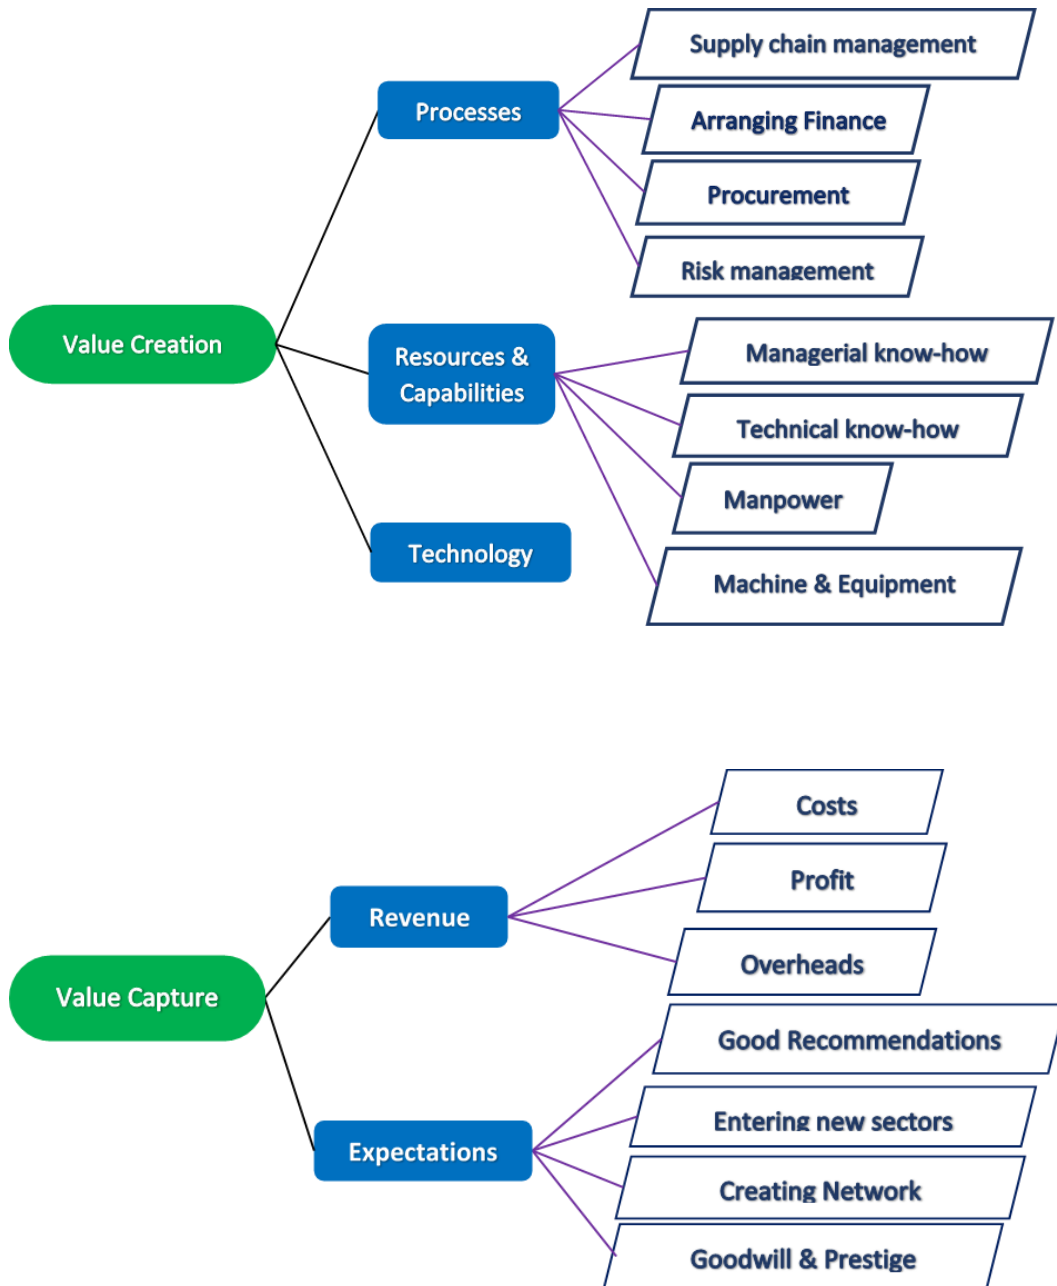 Supply chain management
Processes
Arranging Finance
Procurement
Risk management
Value Creation
Resources &
Capabilities
Managerial know-how
Technical know-how
Manpower
Technology
Machine & Equipment
Costs
Profit
Revenue
Overheads
Value Capture
Good Recommendations
Entering new sectors
Expectations
Creating Network
Goodwill & Prestige